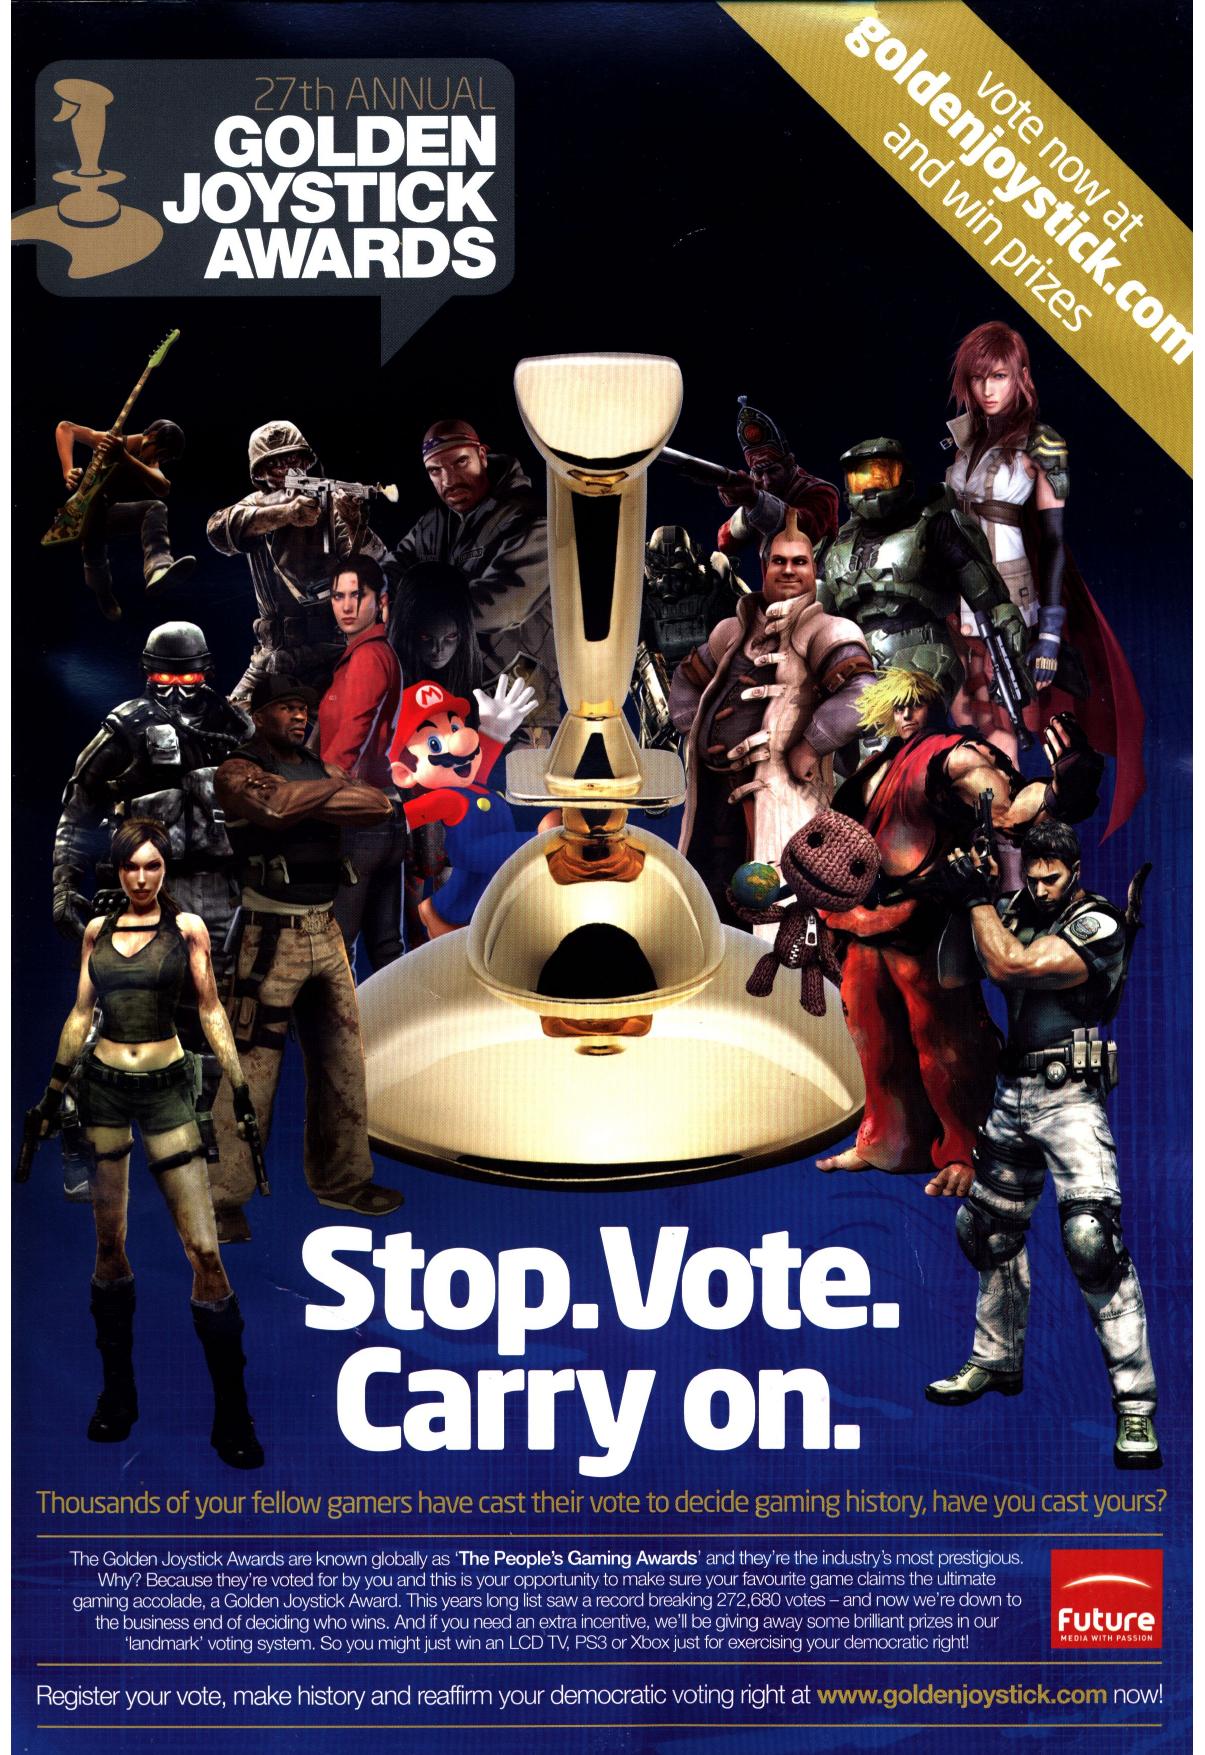 27th ANNUAL
GOLDEN
JOYSTICK
AWARDS
vote now at
goldenjoystick.com
and win prizes
M
Stop.Vote.
Carry on.
Thousands of your fellow gamers have cast their vote to decide gaming history, have you cast yours?
The Golden Joystick Awards are known globally as ‘The People's Gaming Awards’ and they're the industry's most prestigious.
Why? Because they're voted for by you and this is your opportunity to make sure your favourite game claims the ultimate
gaming accolade, a Golden Joystick Award. This years long list saw a record breaking 272,680 votes – and now we're down to
the business end of deciding who wins. And if you need an extra incentive, we'll be giving away some brilliant prizes in our
‘landmark’ voting system. So you might just win an LCD TV, PS3 or Xbox just for exercising your democratic right!
Future
MEDIA WITH PASSION
Register your vote, make history and reaffirm your democratic voting right at www.goldenjoystick.com now!